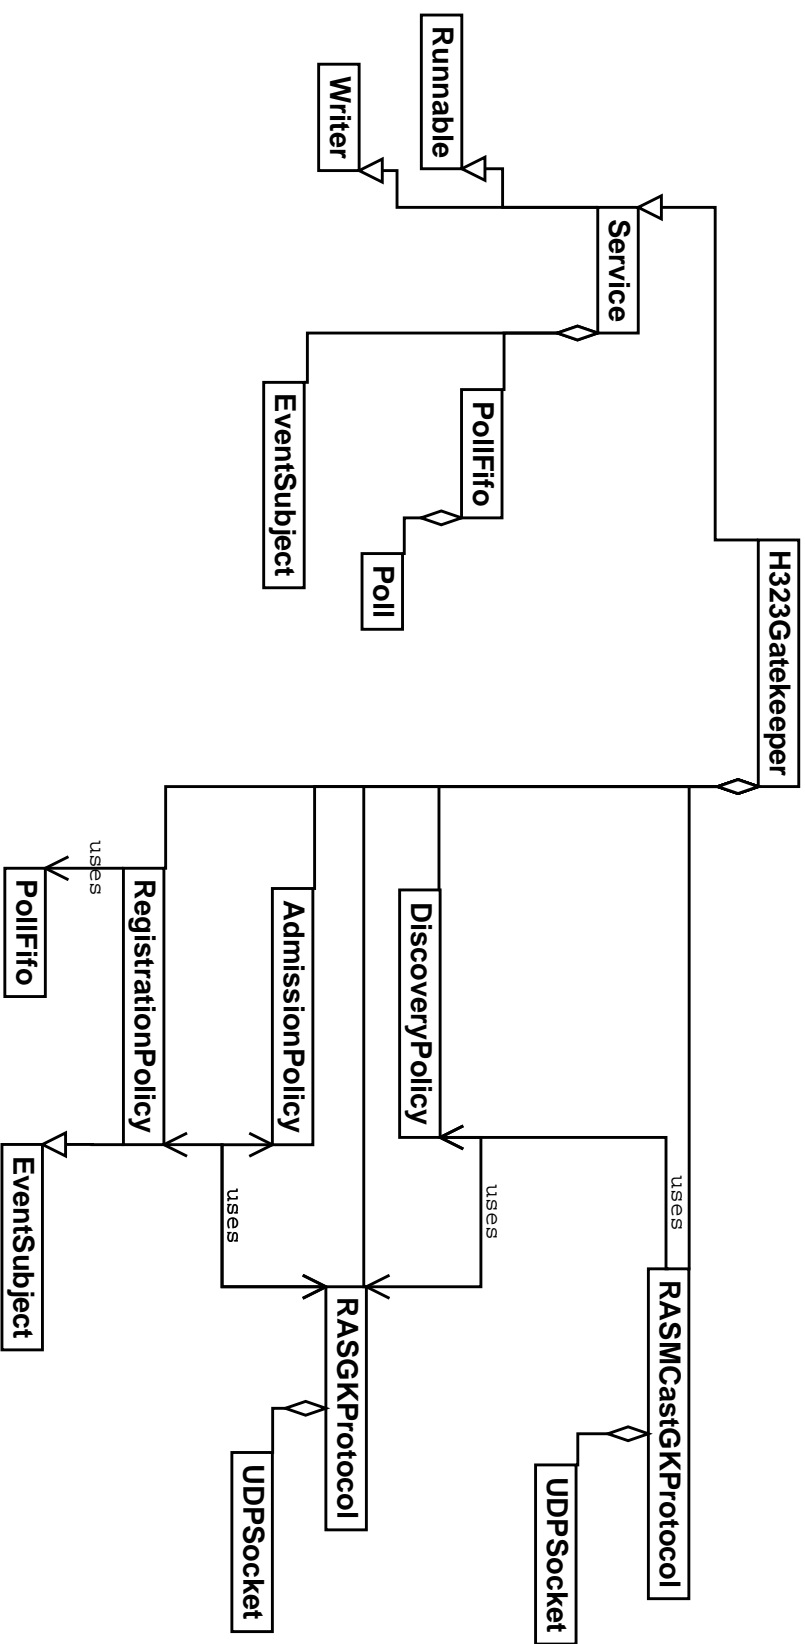 H323Gatekeeper
Service
RASMCastGKProtocol
uses
UDPSocket
Runnable
PollFifo
DiscoveryPolicy
uses
Writer
Poll
RASGKProtocol
EventSubject
AdmissionPolicy
uses
UDPSocket
RegistrationPolicy
uses
PollFifo
EventSubject